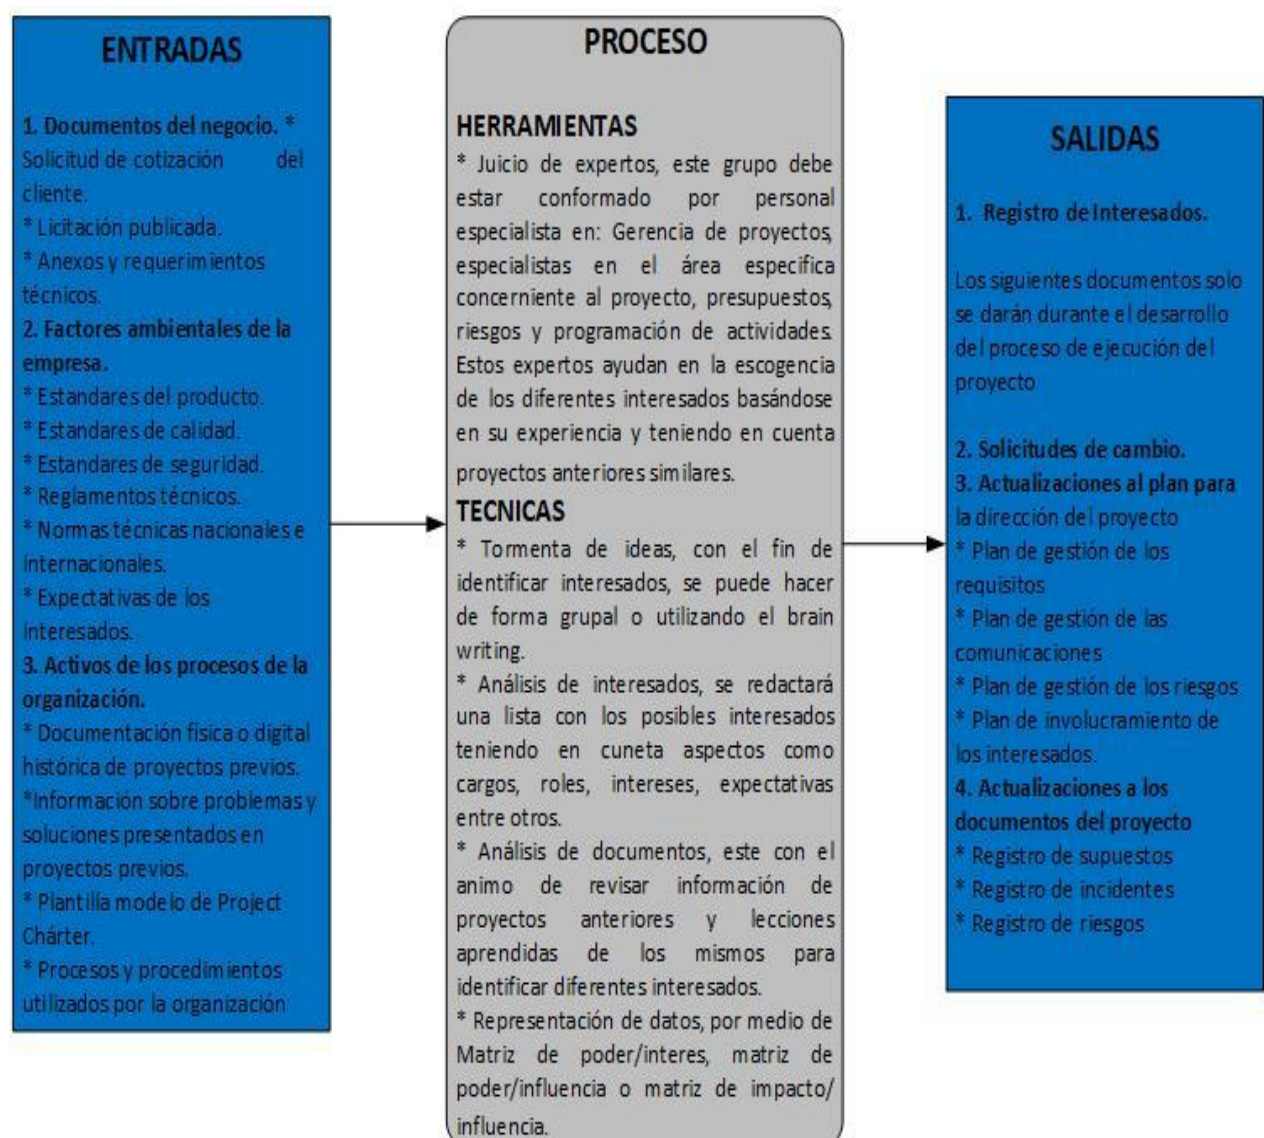 ENTRADAS
1. Documentos del negocio. *
Solicitud de cotización del
cliente.
* Licitación publicada.
* Anexos y requerimientos
técnicos.
2. Factores ambientales de la
empresa.
* Estandares del producto.
* Estandares de calidad.
* Estandares de seguridad.
* Reglamentos técnicos.
* Normas técnicas nacionales e
internacionales.
* Expectativas de los
interesados.
3. Activos de los procesos de la
organización.
* Documentación física o digital
histórica de proyectos previos.
*Información sobre problemas y
soluciones presentados en
proyectos previos.
* Plantilla modelo de Project
Chárter.
* Procesos y procedimientos
utilizados por la organización
PROCESO
HERRAMIENTAS
* Juicio de expertos, este grupo debe
estar conformado por personal
especialista en: Gerencia de proyectos,
especialistas en el área especifica
concerniente al proyecto, presupuestos,
riesgos y programación de actividades.
Estos expertos ayudan en la escogencia
de los diferentes interesados basándose
en su experiencia y teniendo en cuenta
proyectos anteriores similares.
TECNICAS
* Tormenta de ideas, con el fin de
identificar interesados, se puede hacer
de forma grupal o utilizando el brain
writing.
* Análisis de interesados, se redactará
una lista con los posibles interesados
teniendo en cuneta aspectos como
cargos, roles, intereses, expectativas
entre otros.
* Análisis de documentos, este con el
animo de revisar información de
proyectos anteriores y lecciones
aprendidas de los mismos para
identificar diferentes interesados.
* Representación de datos, por medio de
Matriz de poder/interes, matriz de
poder/influencia o matriz de impacto/
influencia.
SALIDAS
1. Registro de Interesados.
Los siguientes documentos solo
se darán durante el desarrollo
del proceso de ejecución del
proyecto
2. Solicitudes de cambio.
3. Actualizaciones al plan para
la dirección del proyecto
* Plan de gestión de los
requisitos
* Plan de gestión de las
comunicaciones
* Plan de gestión de los riesgos
* Plan de involucramiento de
los interesados.
4. Actualizaciones a los
documentos del proyecto
* Registro de supuestos
* Registro de incidentes
* Registro de riesgos